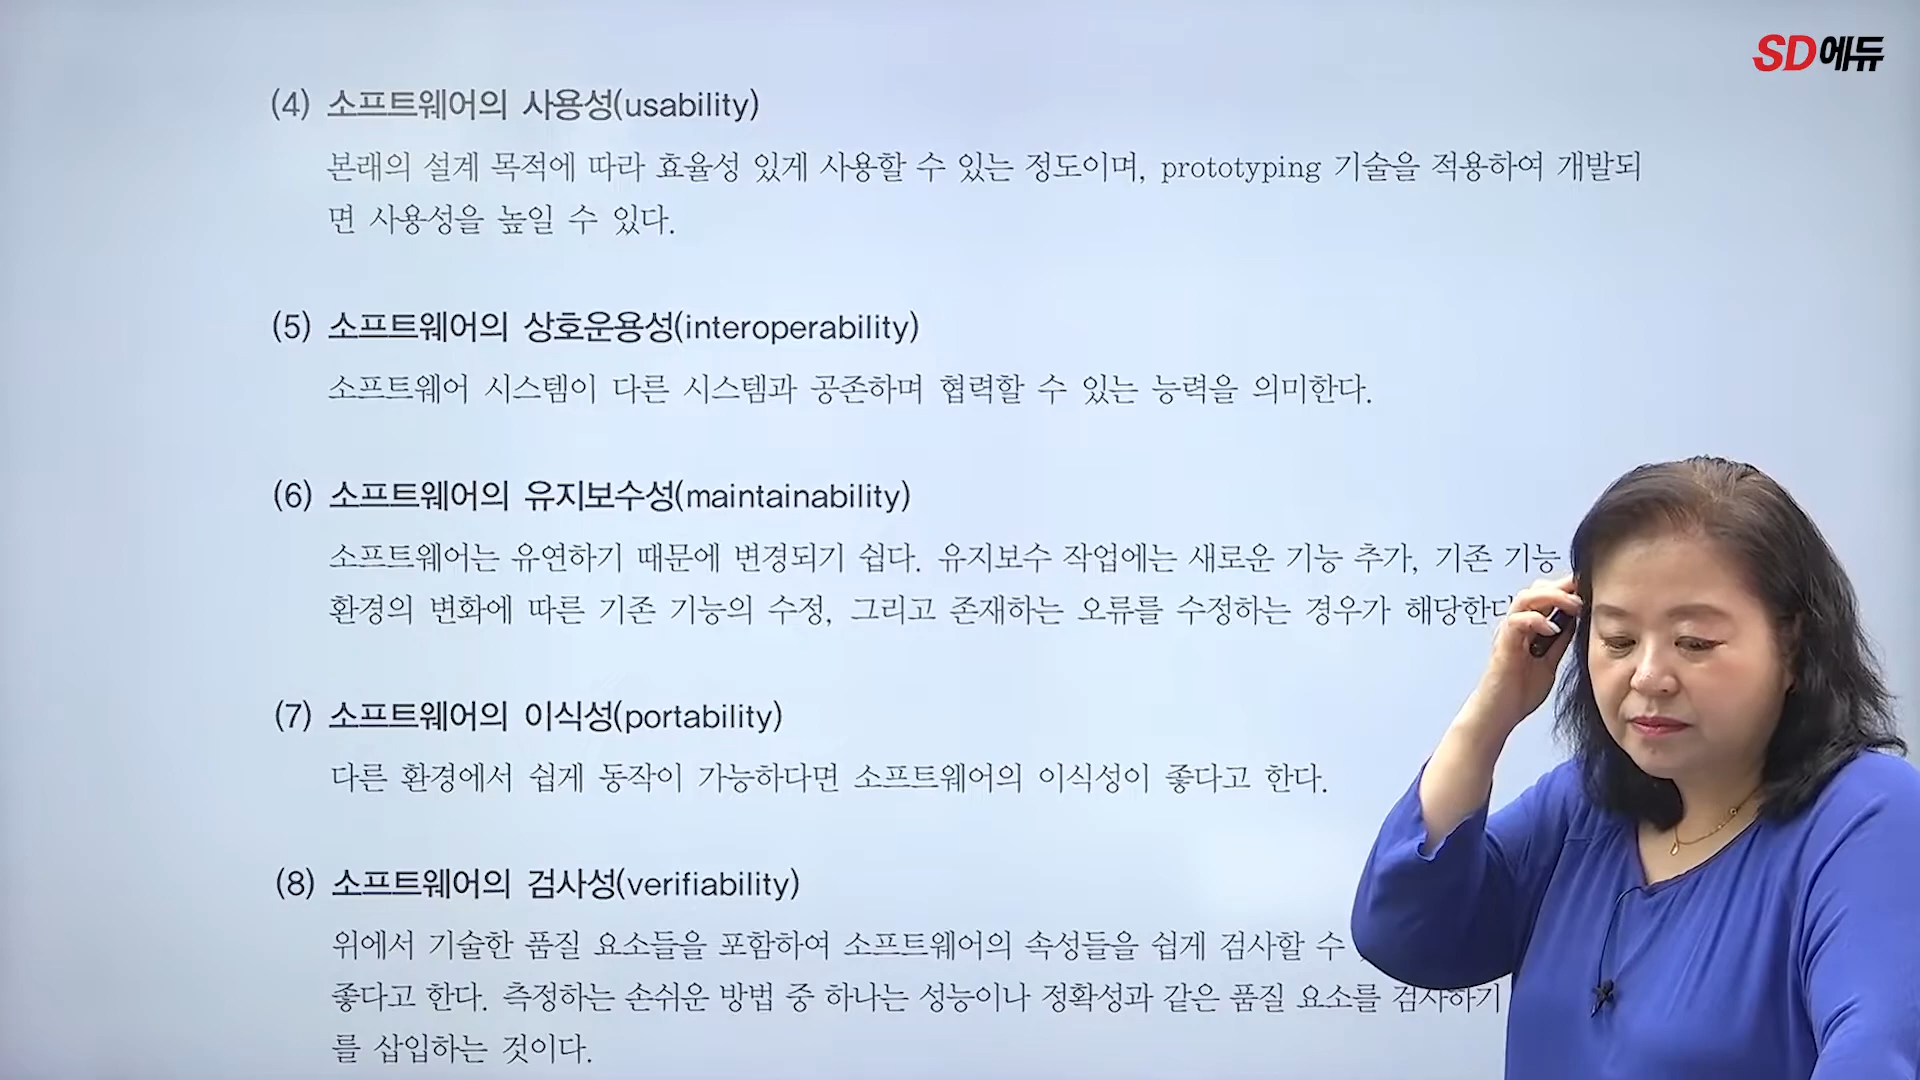 SD에듀
(4) 소프트웨어의 사용성(usability)
본래의 설계 목적에 따라 효율성 있게 사용할 수 있는 정도이며, prototyping 기술을 적용하여 개발되
면 사용성을 높일 수 있다.
(5) 소프트웨어의 상호운용성(interoperability)
소프트웨어 시스템이 다른 시스템과 공존하며 협력할 수 있는 능력을 의미한다.
(6) 소프트웨어의 유지보수성(maintainability)
소프트웨어는 유연하기 때문에 변경되기 쉽다. 유지보수 작업에는 새로운 기능 추가, 기존 기능
환경의 변화에 따른 기존 기능의 수정, 그리고 존재하는 오류를 수정하는 경우가 해당한다
(7) 소프트웨어의 이식성(portability)
다른 환경에서 쉽게 동작이 가능하다면 소프트웨어의 이식성이 좋다고 한다.
(8) 소프트웨어의 검사성(verifiability)
위에서 기술한 품질 요소들을 포함하여 소프트웨어의 속성들을 쉽게 검사할 수
좋다고 한다. 측정하는 손쉬운 방법 중 하나는 성능이나 정확성과 같은 품질 요소를 검사하기
를 삽입하는 것이다.